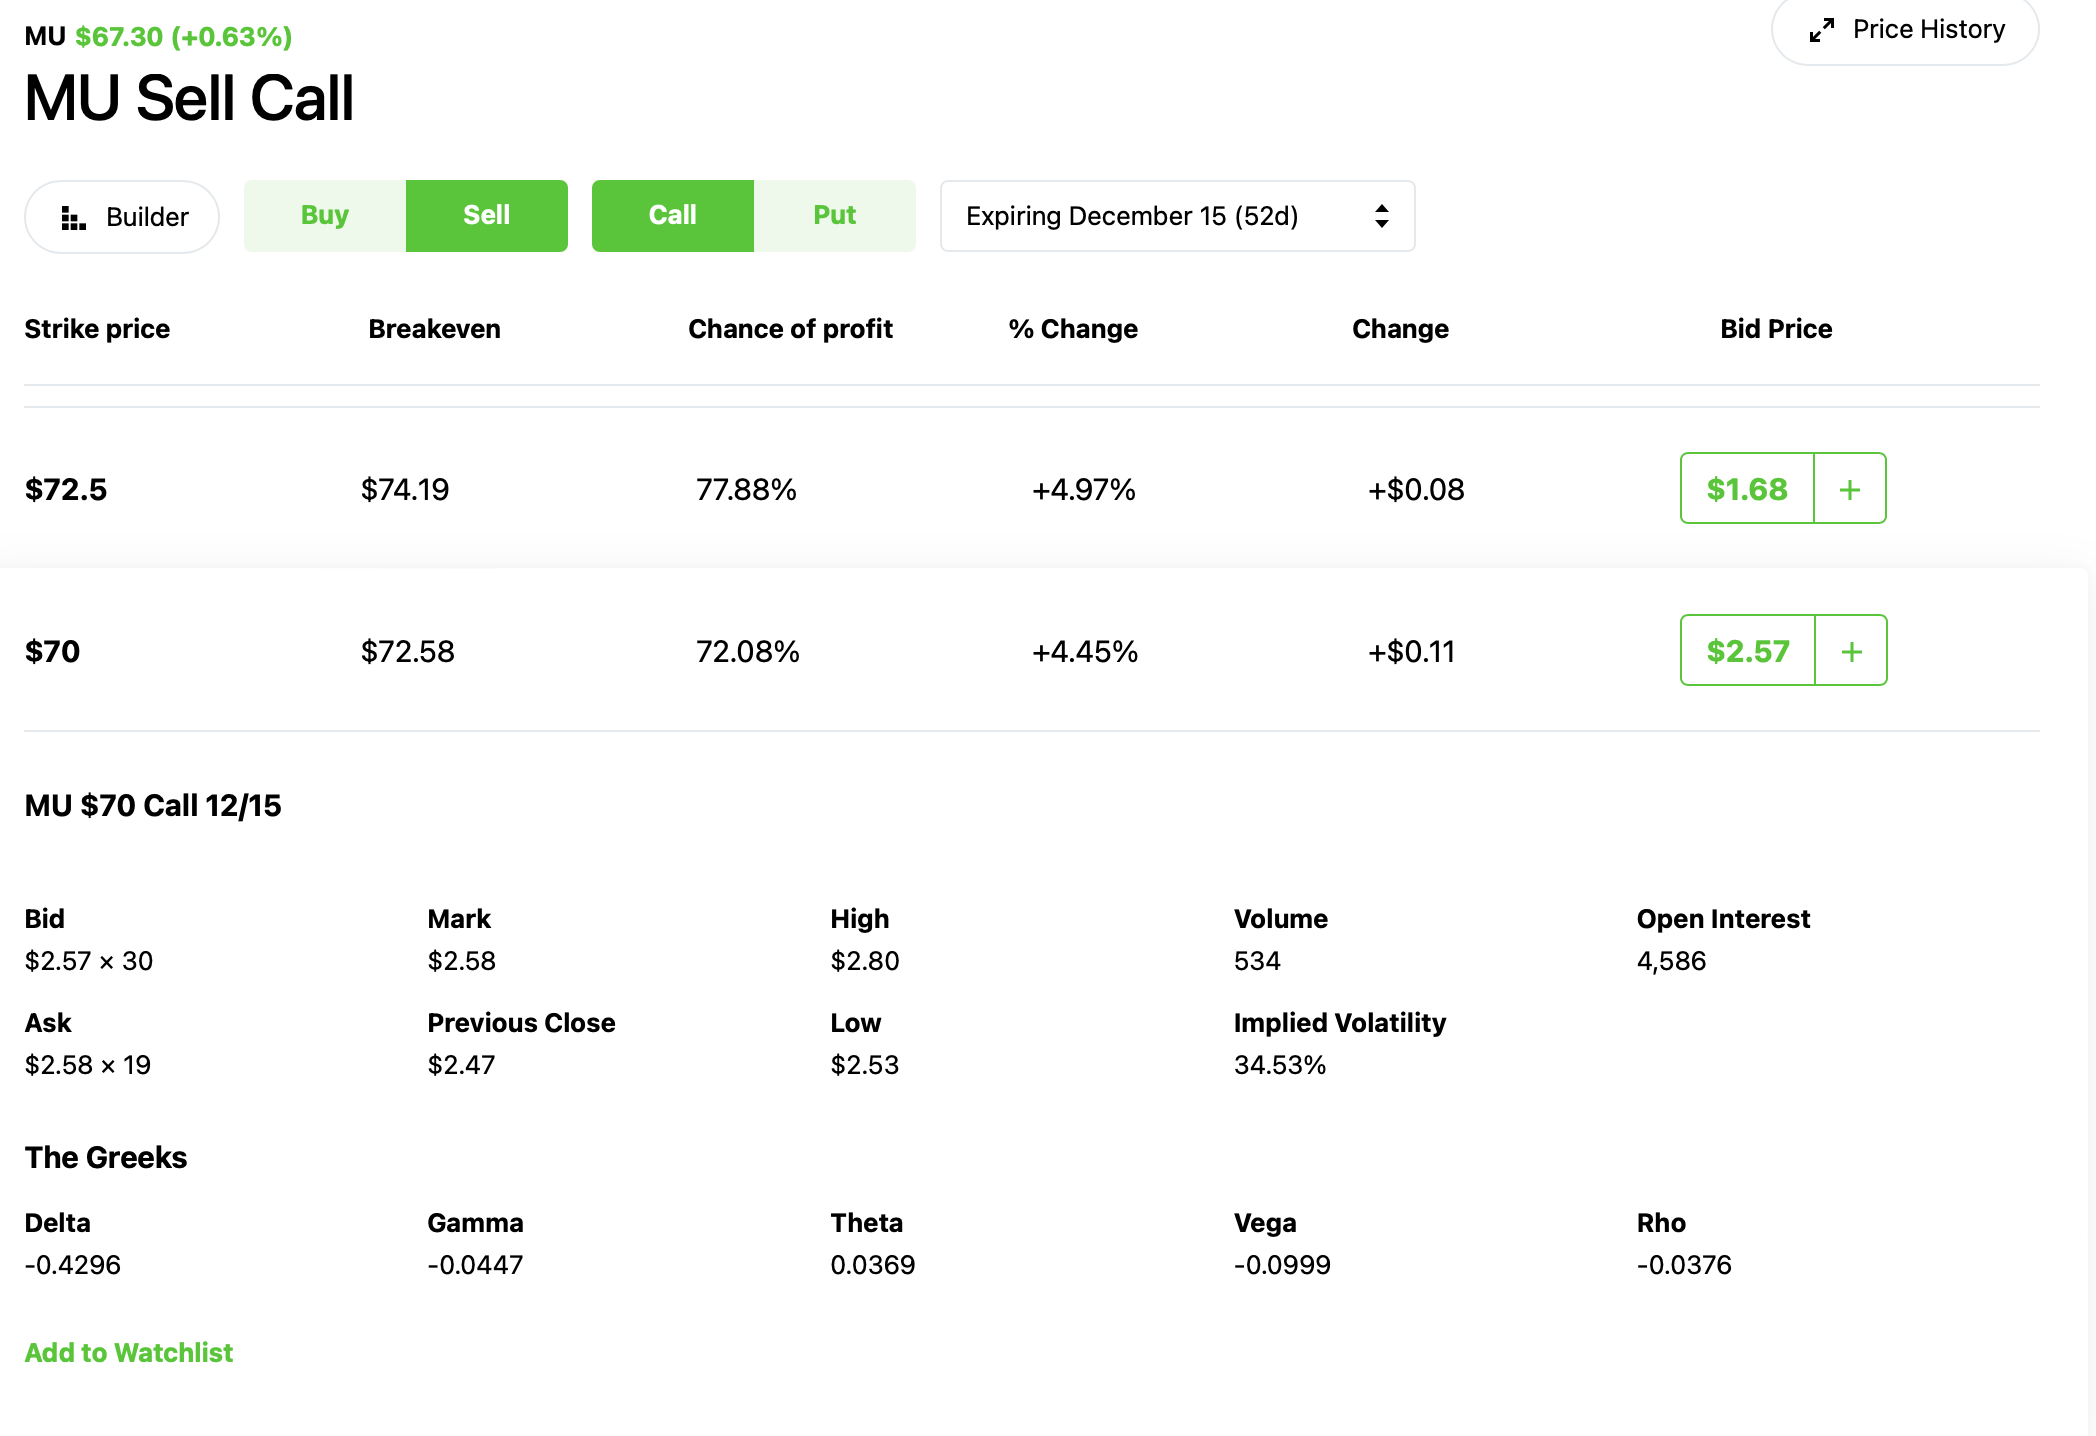 MU $67.30 (+0.63%)
Price History
MU Sell Call
Builder Buy Sell Call Put Expiring December 15 (52d)
Strike price Breakeven Chance of profit % Change Change Bid Price
$72.5 $74.19 77.88% +4.97% +$0.08 $1.68 +
$70 $72.58 72.08% +4.45% +$0.11 $2.57 +
MU $70 Call 12/15
Bid Mark High Volume Open Interest
$2.57 × 30 $2.58 $2.80 534 4,586
Ask Previous Close Low Implied Volatility
$2.58 × 19 $2.47 $2.53 34.53%
The Greeks
Delta Gamma Theta Vega Rho
-0.4296 -0.0447 0.0369 -0.0999 -0.0376
Add to Watchlist